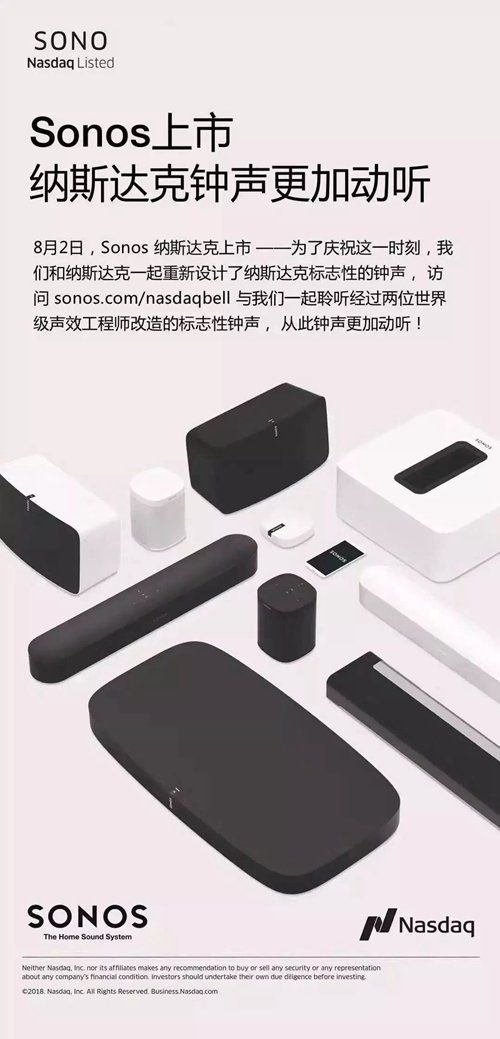 SONO
Nasdaq Listed
Sonos上市
纳斯达克钟声更加动听
8月2日，Sonos 纳斯达克上市 ——为了庆祝这一时刻，我
们和纳斯达克一起重新设计了纳斯达克标志性的钟声， 访
问 sonos.com/nasdaqbell 与我们一起聆听经过两位世界
级声效工程师改造的标志性钟声， 从此钟声更加动听！
SONOS
SONOS
SONOS
The Home Sound System
Nasdaq
Neither Nasdaq, Inc. nor its affiliates makes any recommendation to buy or sell any security or any representation
about any company's financial condition. Investors should undertake their own due diligence before investing.
©2018. Nasdaq, Inc. All Rights Reserved. Business.Nasdaq.com